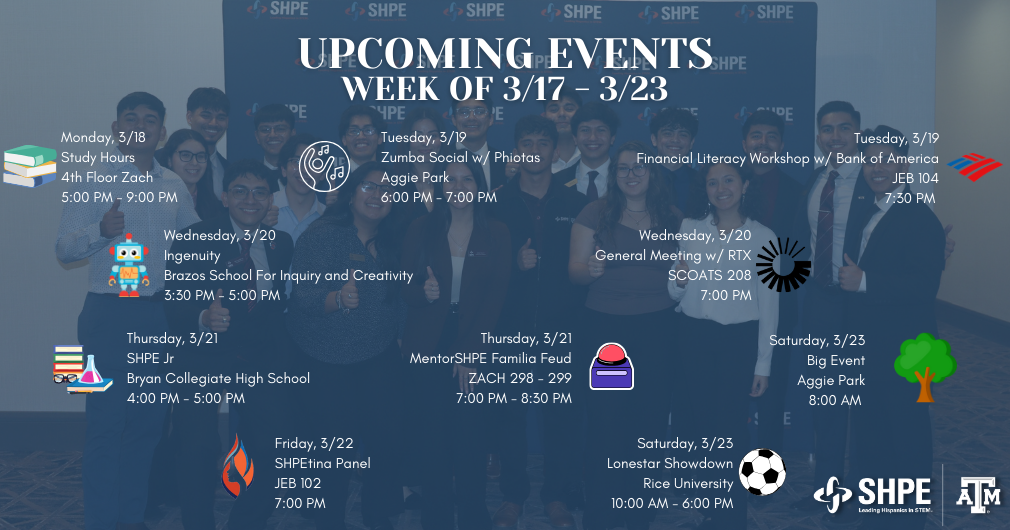 SHPE SHPE SHPE SHPE SHPE
UPCOMING EVENTS
WEEK OF 3/17 – 3/23
Monday, 3/18
Study Hours
4th Floor Zach
5:00 PM – 9:00 PM
Tuesday, 3/19
Zumba Social w/ Phiotas
Aggie Park
6:00 PM – 7:00 PM
Tuesday, 3/19
Financial Literacy Workshop w/ Bank of America
JEB 104
7:30 PM
Wednesday, 3/20
Ingenuity
Brazos School For Inquiry and Creativity
3:30 PM – 5:00 PM
Wednesday, 3/20
General Meeting w/ RTX
SCOATS 208
7:00 PM
Thursday, 3/21
SHPE Jr
Bryan Collegiate High School
4:00 PM – 5:00 PM
Thursday, 3/21
MentorSHPE Familia Feud
ZACH 298 – 299
7:00 PM – 8:30 PM
Saturday, 3/23
Big Event
Aggie Park
8:00 AM
Friday, 3/22
SHPEtina Panel
JEB 102
7:00 PM
Saturday, 3/23
Lonestar Showdown
Rice University
10:00 AM – 6:00 PM
SHPE
Leading Hispanics in STEM
ATM